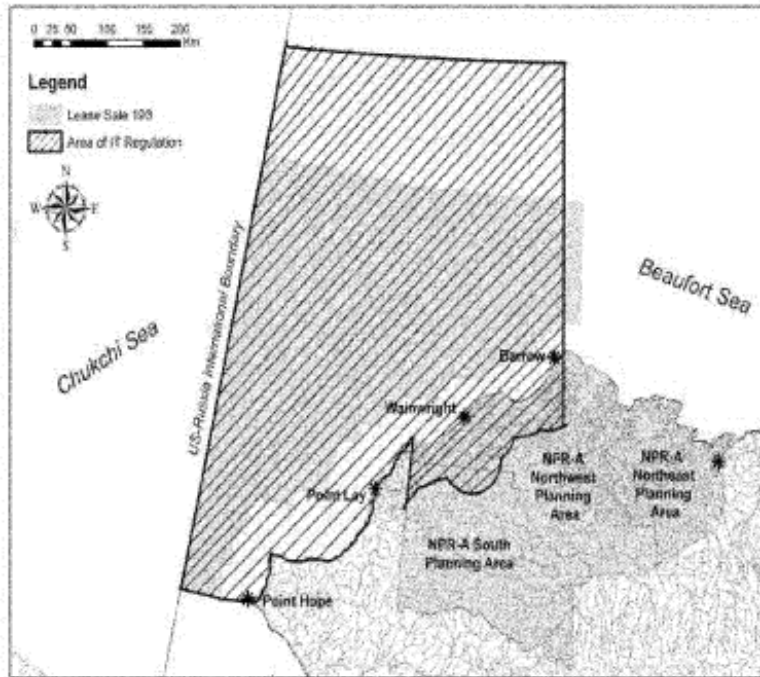 0 25 50 100 150 200
Km
Legend
Lease Sale 193
Area of IT Regulation
N
W E
S
US-Russia International Boundary
Chukchi Sea
Beaufort Sea
Barrow
Wainwright
Point Lay
Point Hope
NPR-A
Northwest
Planning
Area
NPR-A
Northeast
Planning
Area
NPR-A South
Planning Area